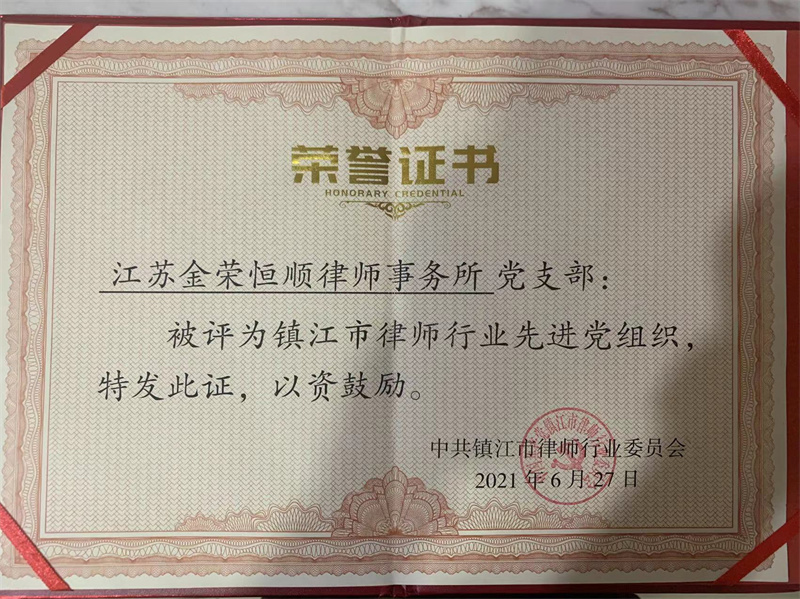 荣誉证书
HONORARY CREDENTIAL
江苏金荣恒顺律师事务所 党支部：
被评为镇江市律师行业先进党组织，
特发此证，以资鼓励。
中共镇江市律师行业委员会
2021 年 6 月 27 日